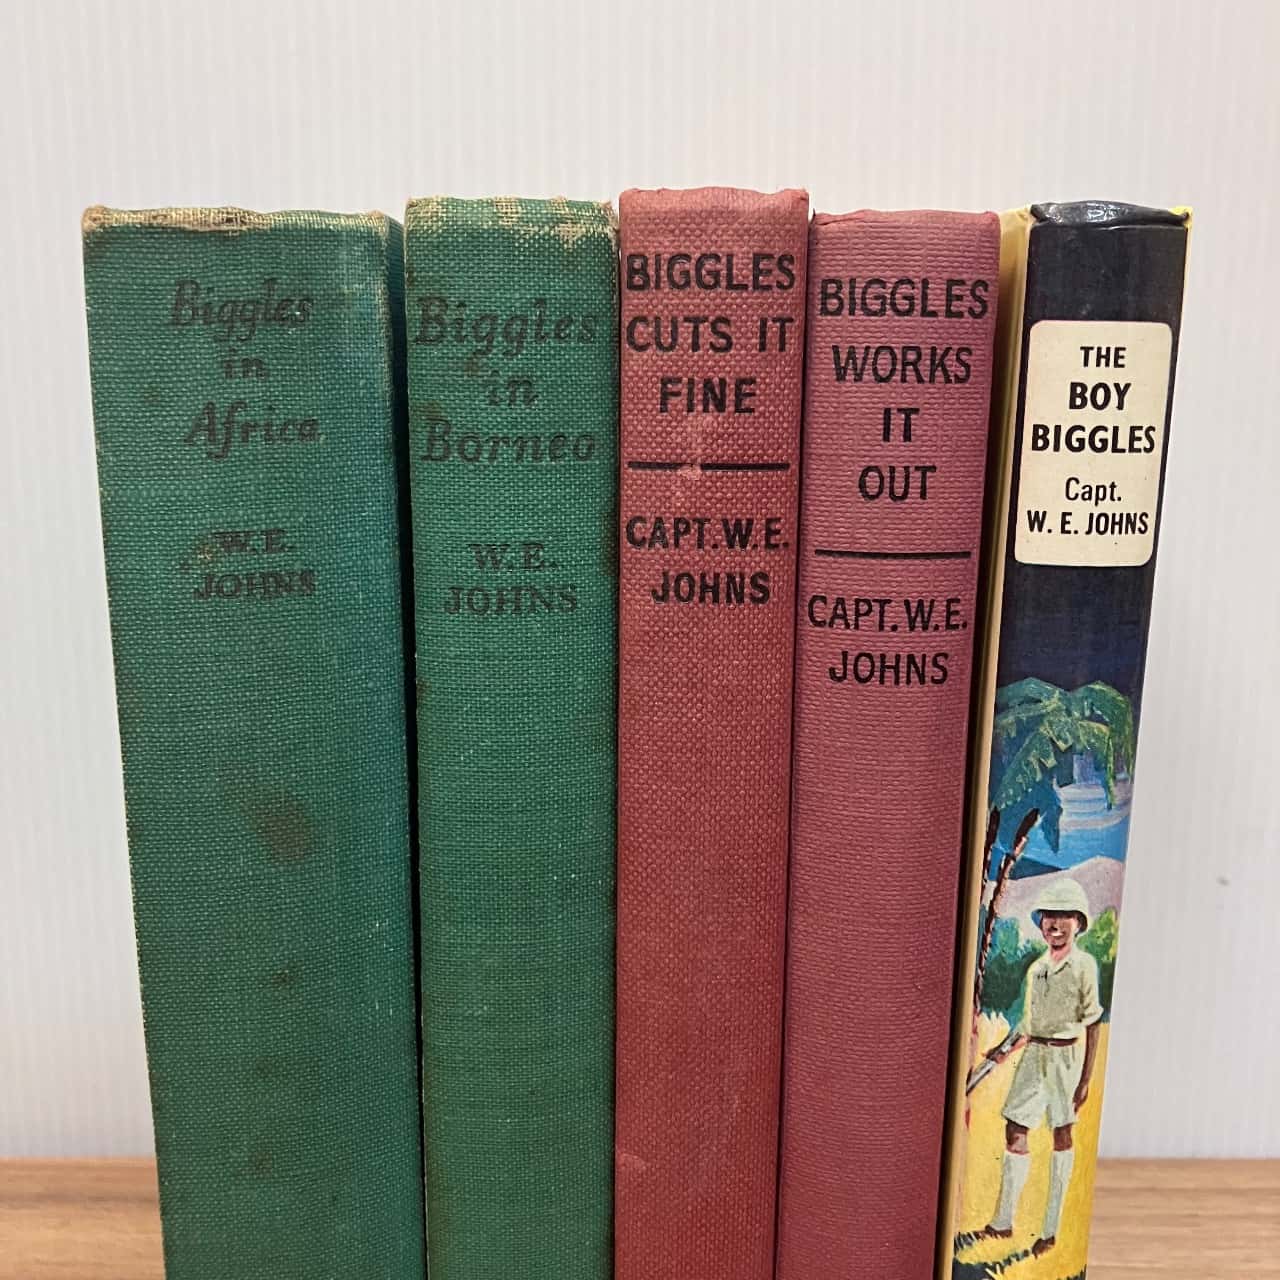 Biggles
in
Africa
W.E.
JOHNS
Biggles
in
Borneo
W.E.
JOHNS
BIGGLES
CUTS IT
FINE
CAPT.W.E.
JOHNS
BIGGLES
WORKS
IT
OUT
CAPT.W.E.
JOHNS
THE
BOY
BIGGLES
Capt.
W. E. JOHNS